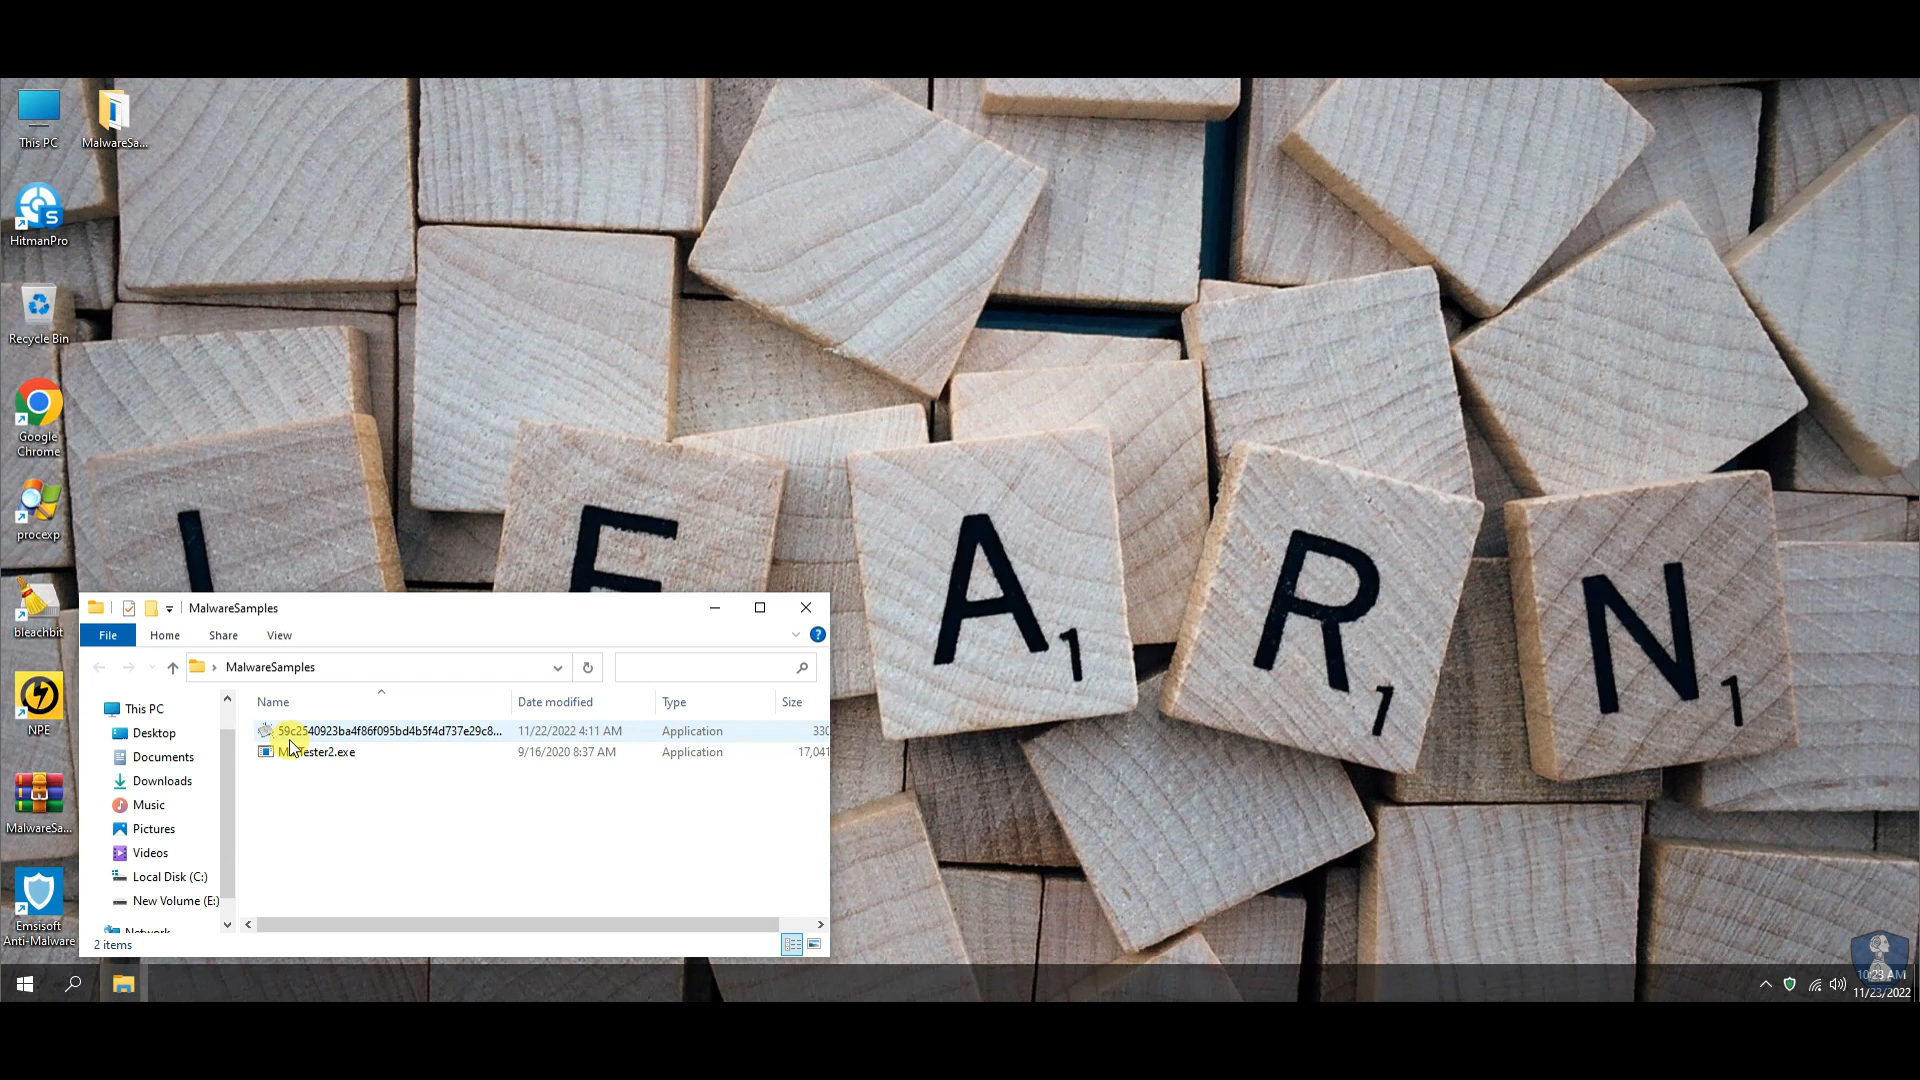 This PC
MalwareSa...
HitmanPro
Recycle Bin
Google
Chrome
procexp
bleachbit
NPE
MalwareSa...
Emsisoft
Anti-Malware
E A R N
1 1 1
MalwareSamples
File Home Share View
MalwareSamples
Name Date modified Type Size
59c2540923ba4f86f095bd4b5f4d737e29c8... 11/22/2022 4:11 AM Application 330
9/16/2020 8:37 AM Application 17,041
This PC
Desktop
Documents
Downloads
Music
Pictures
Videos
Local Disk (C:)
New Volume (E:)
Network
2 items
10:23 AM
11/23/2022